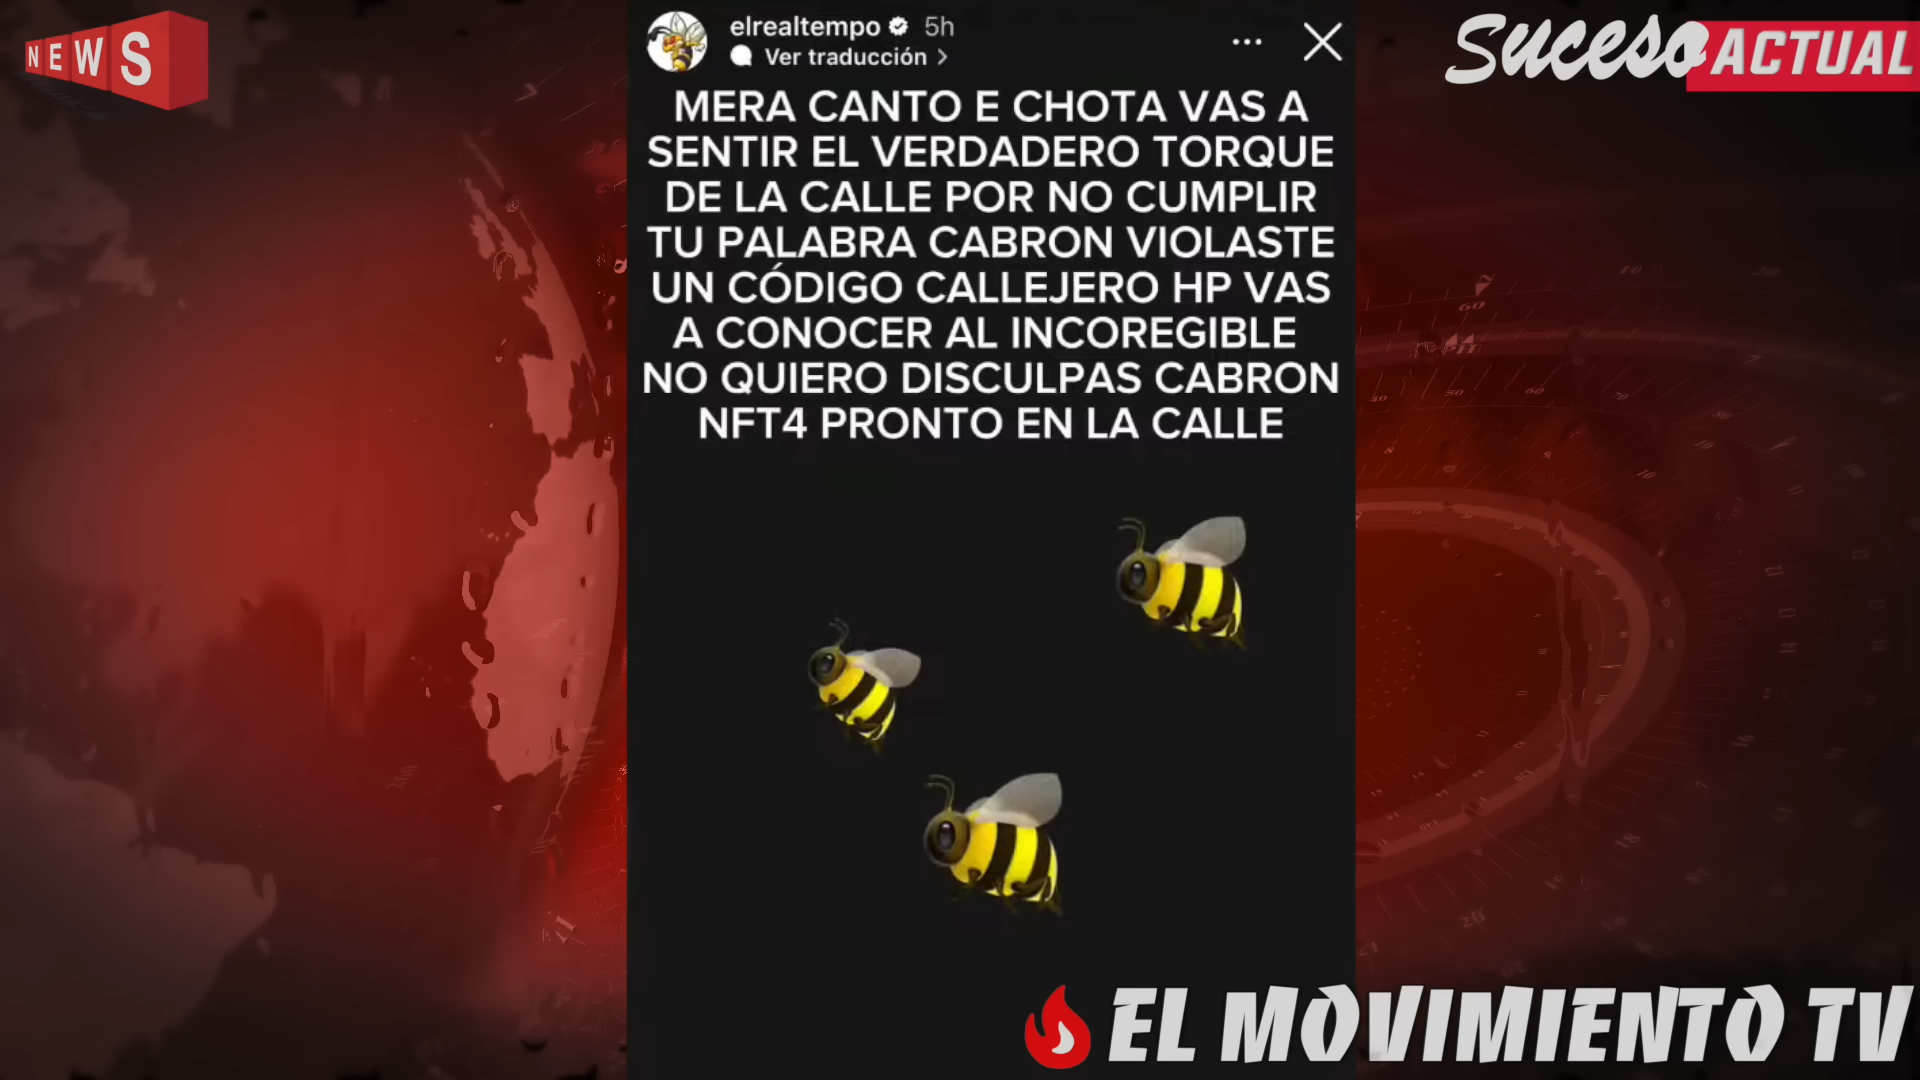 NEWS
elrealtempo 5h
Ver traducción >
Suceso ACTUAL
MERA CANTO E CHOTA VAS A
SENTIR EL VERDADERO TORQUE
DE LA CALLE POR NO CUMPLIR
TU PALABRA CABRON VIOLASTE
UN CÓDIGO CALLEJERO HP VAS
A CONOCER AL INCOREGIBLE
NO QUIERO DISCULPAS CABRON
NFT4 PRONTO EN LA CALLE
EL MOVIMIENTO TV